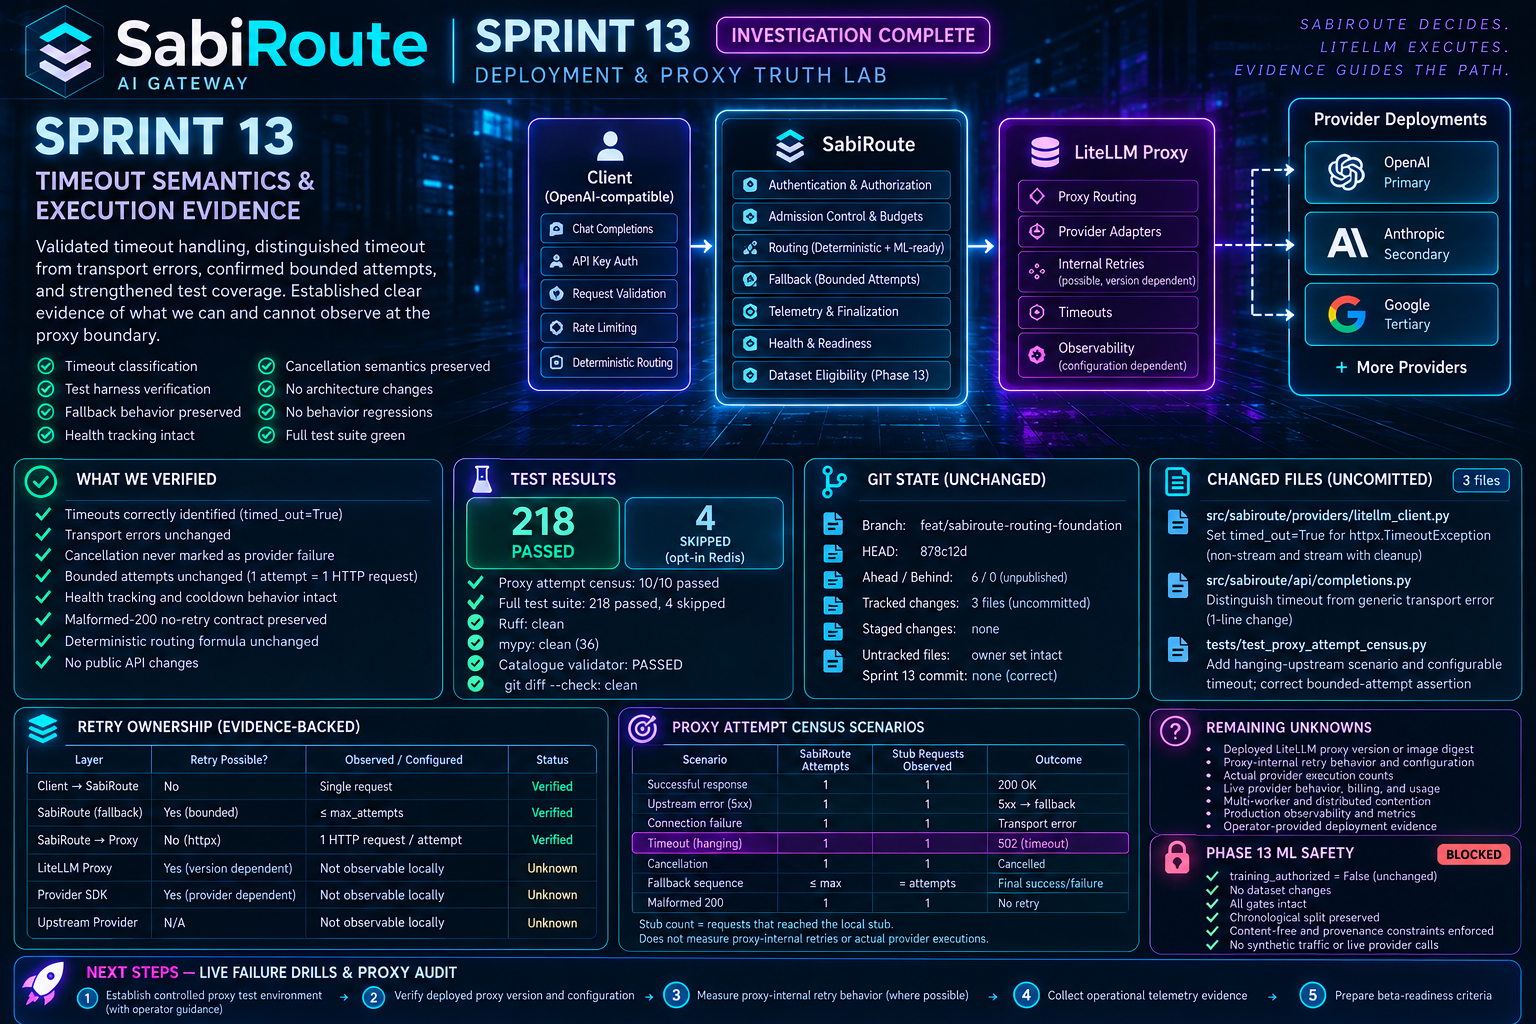 SabiRoute
AI GATEWAY
SPRINT 13
INVESTIGATION COMPLETE
DEPLOYMENT & PROXY TRUTH LAB
SABIROUTE DECIDES.
LITELLM EXECUTES.
EVIDENCE GUIDES THE PATH.
SPRINT 13
TIMEOUT SEMANTICS &
EXECUTION EVIDENCE
Validated timeout handling, distinguished timeout
from transport errors, confirmed bounded attempts,
and strengthened test coverage. Established clear
evidence of what we can and cannot observe at the
proxy boundary.
Timeout classification
Test harness verification
Fallback behavior preserved
Health tracking intact
Cancellation semantics preserved
No architecture changes
No behavior regressions
Full test suite green
Client
(OpenAI-compatible)
Chat Completions
API Key Auth
Request Validation
Rate Limiting
Deterministic Routing
SabiRoute
Authentication & Authorization
Admission Control & Budgets
Routing (Deterministic + ML-ready)
Fallback (Bounded Attempts)
Telemetry & Finalization
Health & Readiness
Dataset Eligibility (Phase 13)
LiteLLM Proxy
Proxy Routing
Provider Adapters
Internal Retries
(possible, version dependent)
Timeouts
Observability
(configuration dependent)
Provider Deployments
OpenAI
Primary
Anthropic
Secondary
Google
Tertiary
+ More Providers
WHAT WE VERIFIED
Timeouts correctly identified (timed_out=True)
Transport errors unchanged
Cancellation never marked as provider failure
Bounded attempts unchanged (1 attempt = 1 HTTP request)
Health tracking and cooldown behavior intact
Malformed-200 no-retry contract preserved
Deterministic routing formula unchanged
No public API changes
TEST RESULTS
218
PASSED
4
SKIPPED
(opt-in Redis)
Proxy attempt census: 10/10 passed
Full test suite: 218 passed, 4 skipped
Ruff: clean
mypy: clean (36)
Catalogue validator: PASSED
git diff --check: clean
GIT STATE (UNCHANGED)
Branch: feat/sabiroute-routing-foundation
HEAD: 878c12d
Ahead / Behind: 6 / 0 (unpublished)
Tracked changes: 3 files (uncommitted)
Staged changes: none
Untracked files: owner set intact
Sprint 13 commit: none (correct)
CHANGED FILES (UNCOMITTED)
3 files
src/sabiroute/providers/litellm_client.py
Set timed_out=True for httpx.TimeoutException
(non-stream and stream with cleanup)
src/sabiroute/api/completions.py
Distinguish timeout from generic transport error
(1-line change)
tests/test_proxy_attempt_census.py
Add hanging-upstream scenario and configurable
timeout; correct bounded-attempt assertion
RETRY OWNERSHIP (EVIDENCE-BACKED)
Layer Retry Possible? Observed / Configured Status
Client → SabiRoute No Single request Verified
SabiRoute (fallback) Yes (bounded) ≤ max_attempts Verified
SabiRoute → Proxy No (httpx) 1 HTTP request / attempt Verified
LiteLLM Proxy Yes (version dependent) Not observable locally Unknown
Provider SDK Yes (provider dependent) Not observable locally Unknown
Upstream Provider N/A Not observable locally Unknown
PROXY ATTEMPT CENSUS SCENARIOS
Scenario SabiRoute Attempts Stub Requests Observed Outcome
Successful response 1 1 200 OK
Upstream error (5xx) 1 1 5xx → fallback
Connection failure 1 1 Transport error
Timeout (hanging) 1 1 502 (timeout)
Cancellation 1 1 Cancelled
Fallback sequence ≤ max = attempts Final success/failure
Malformed 200 1 1 No retry
Stub count = requests that reached the local stub.
Does not measure proxy-internal retries or actual provider executions.
REMAINING UNKNOWNS
• Deployed LiteLLM proxy version or image digest
• Proxy-internal retry behavior and configuration
• Actual provider execution counts
• Live provider behavior, billing, and usage
• Multi-worker and distributed contention
• Production observability and metrics
• Operator-provided deployment evidence
PHASE 13 ML SAFETY
BLOCKED
training_authorized = False (unchanged)
No dataset changes
All gates intact
Chronological split preserved
Content-free and provenance constraints enforced
No synthetic traffic or live provider calls
NEXT STEPS — LIVE FAILURE DRILLS & PROXY AUDIT
1 Establish controlled proxy test environment
(with operator guidance)
→ 2 Verify deployed proxy version and configuration
→ 3 Measure proxy-internal retry behavior (where possible)
→ 4 Collect operational telemetry evidence
→ 5 Prepare beta-readiness criteria